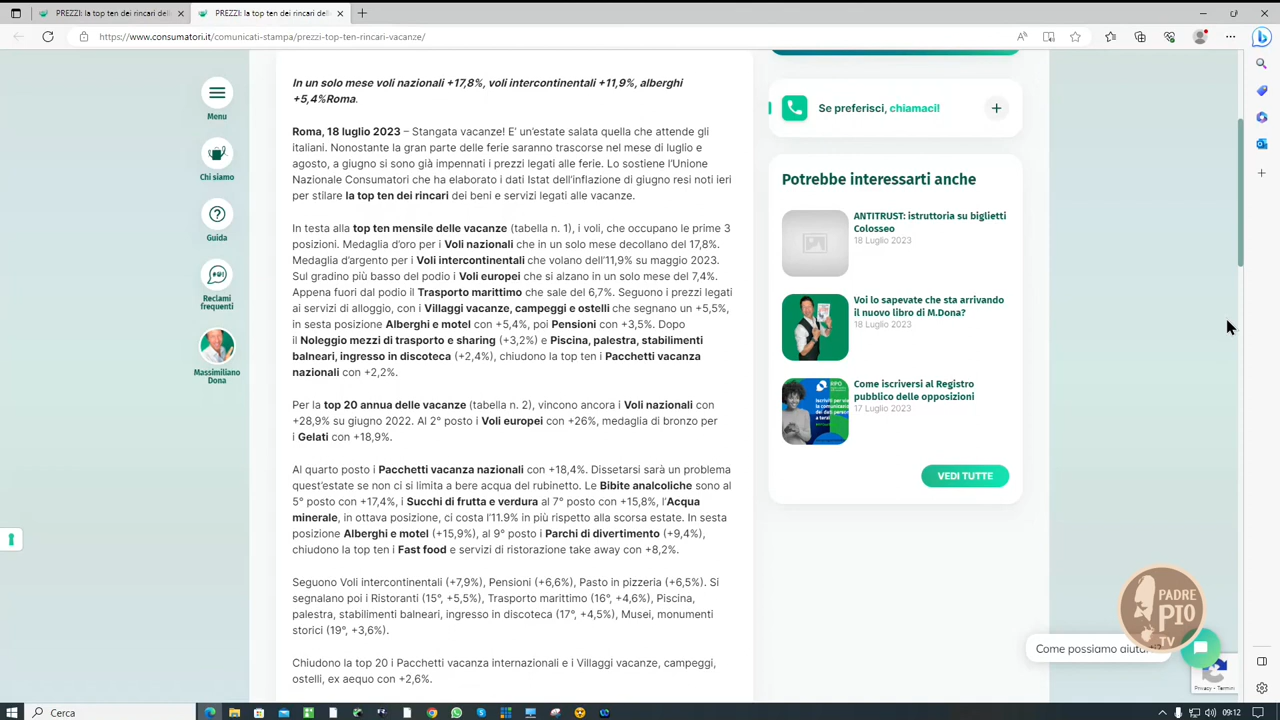 PREZZI: la top ten dei rinc
PREZZI: la top ten dei rinc
https://www.consumatori.it/comunicati-stampa/prezzi-top-ten-rincari-vacanze/
Menu
Chi siamo
Guida
Reclami
frequenti
Massimiliano
Dona
In un solo mese voli nazionali +17,8%, voli intercontinentali +11,9%, alberghi
+5,4%Roma.
Roma, 18 luglio 2023 – Stangata vacanze! E' un'estate salata quella che attende gli
italiani. Nonostante la gran parte delle ferie saranno trascorse nel mese di luglio e
agosto, a giugno si sono già impennati i prezzi legati alle ferie. Lo sostiene l'Unione
Nazionale Consumatori che ha elaborato i dati Istat dell'inflazione di giugno resi noti ieri
per stilare la top ten dei rincari dei beni e servizi legati alle vacanze.
In testa alla top ten mensile delle vacanze (tabella n. 1), i voli, che occupano le prime 3
posizioni. Medaglia d'oro per i Voli nazionali che in un solo mese decollano del 17,8%.
Medaglia d'argento per i Voli intercontinentali che volano dell'11,9% su maggio 2023.
Sul gradino più basso del podio i Voli europei che si alzano in un solo mese del 7,4%.
Appena fuori dal podio il Trasporto marittimo che sale del 6,7%. Seguono i prezzi legati
ai servizi di alloggio, con i Villaggi vacanze, campeggi e ostelli che segnano un +5,5%,
in sesta posizione Alberghi e motel con +5,4%, poi Pensioni con +3,5%. Dopo
il Noleggio mezzi di trasporto e sharing (+3,2%) e Piscina, palestra, stabilimenti
balneari, ingresso in discoteca (+2,4%), chiudono la top ten i Pacchetti vacanza
nazionali con +2,2%.
Per la top 20 annua delle vacanze (tabella n. 2), vincono ancora i Voli nazionali con
+28,9% su giugno 2022. Al 2° posto i Voli europei con +26%, medaglia di bronzo per
i Gelati con +18,9%.
Al quarto posto i Pacchetti vacanza nazionali con +18,4%. Dissetarsi sarà un problema
quest'estate se non ci si limita a bere acqua del rubinetto. Le Bibite analcoliche sono al
5° posto con +17,4%, i Succhi di frutta e verdura al 7° posto con +15,8%, l'Acqua
minerale, in ottava posizione, ci costa l'11.9% in più rispetto alla scorsa estate. In sesta
posizione Alberghi e motel (+15,9%), al 9° posto i Parchi di divertimento (+9,4%),
chiudono la top ten i Fast food e servizi di ristorazione take away con +8,2%.
Seguono Voli intercontinentali (+7,9%), Pensioni (+6,6%), Pasto in pizzeria (+6,5%). Si
segnalano poi i Ristoranti (15°, +5,5%), Trasporto marittimo (16°, +4,6%), Piscina,
palestra, stabilimenti balneari, ingresso in discoteca (17°, +4,5%), Musei, monumenti
storici (19°, +3,6%).
Chiudono la top 20 i Pacchetti vacanza internazionali e i Villaggi vacanze, campeggi,
ostelli, ex aequo con +2,6%.
Se preferisci, chiamaci!
Potrebbe interessarti anche
ANTITRUST: istruttoria su biglietti
Colosseo
18 Luglio 2023
Voi lo sapevate che sta arrivando
il nuovo libro di M.Dona?
18 Luglio 2023
Come iscriversi al Registro
pubblico delle opposizioni
17 Luglio 2023
VEDI TUTTE
PADRE
PIO
TV
Come possiamo aiutarti?
Privacy - Termini
Cerca
09:12